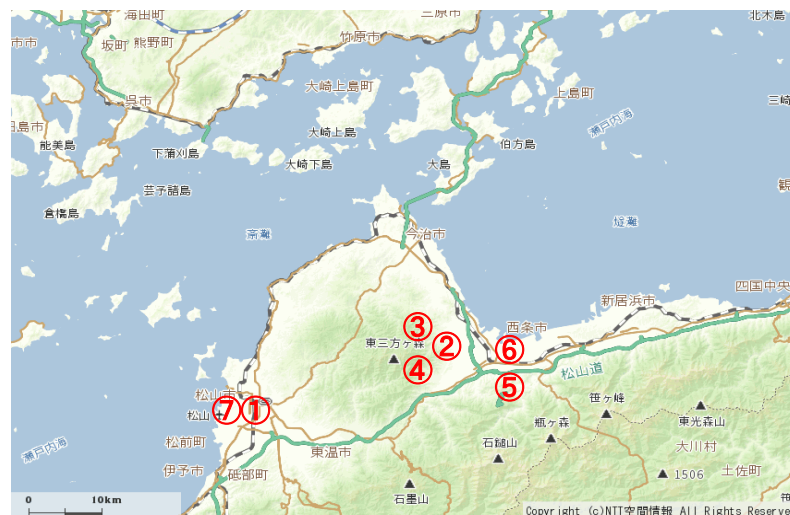 海田町
三原市
北木島
市市
坂町
熊野町
竹原市
呉市
大崎上島町
上島町
三崎
田島市
能美島
大崎上島
瀬戸内海
下蒲刈島
大崎下島
大島
伯方島
芸予諸島
倉橋島
観
斎灘
今治市
燧灘
四国中央
新居浜市
③
西条市
東三方ヶ森
②
⑥
④
松山道
⑤
松山市
笹ヶ峰
松山
⑦
①
瓶ヶ森
東光森山
松前町
石鎚山
大川村
瀬戸内海
東温市
伊予市
砥部町
1506
土佐町
石墨山
笹
0
10km
Copyright (c)NTT空間情報 All Rights Reserve